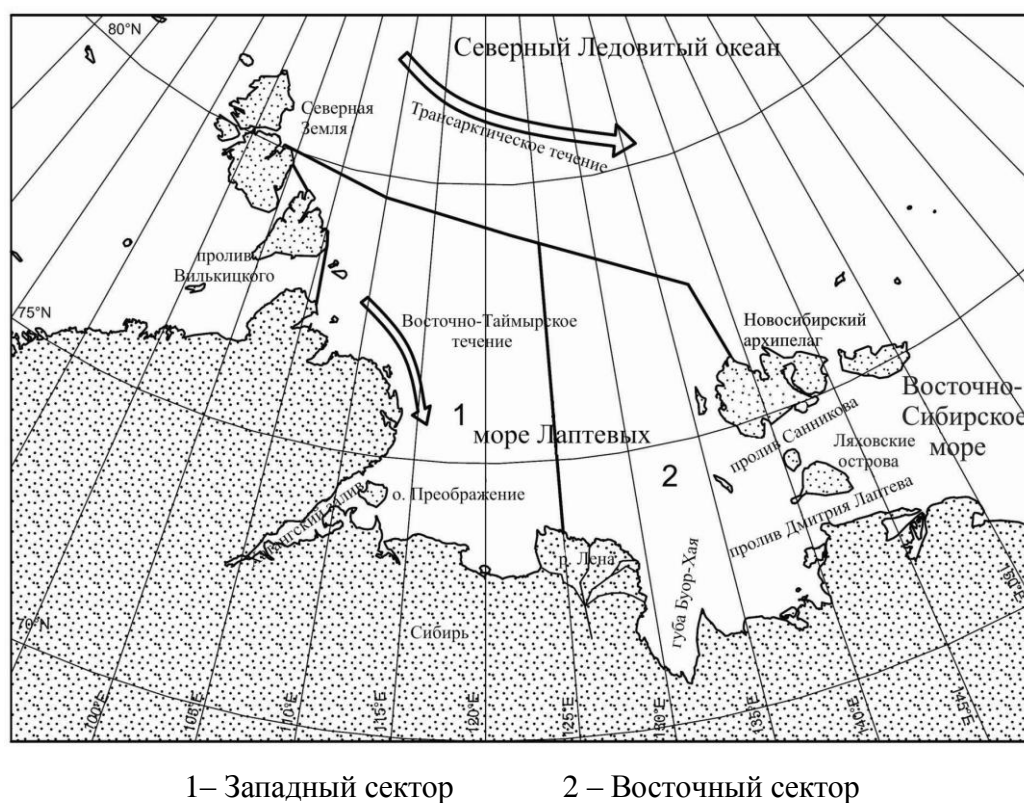 80°N
Северный Ледовитый океан
Северная
Земля
Трансарктическое течение
пролив
Вилькицкого
75°N
Восточно-Таймырское
течение
Новосибирский
архипелаг
Восточно-
Сибирское
море
1
море Лаптевых
2
пролив Санникова
Ляховские
острова
о. Преображение
залив
пролив Дмитрия Лаптева
р. Лена
губа Буор-Хая
70°N
Сибирь
100°E
105°E
110°E
115°E
120°E
125°E
130°E
135°E
140°E
145°E
150°E
1– Западный сектор
2 – Восточный сектор